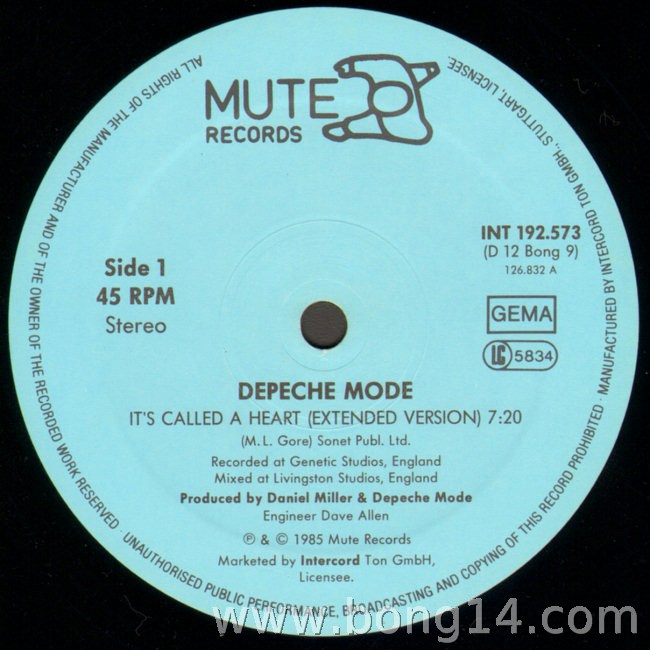 MUTE
RECORDS
Side 1
45 RPM
Stereo
INT 192.573
(D 12 Bong 9)
126.832 A
GEMA
LC 5834
DEPECHE MODE
IT'S CALLED A HEART (EXTENDED VERSION) 7:20
(M. L. Gore) Sonet Publ. Ltd.
Recorded at Genetic Studios, England
Mixed at Livingston Studios, England
Produced by Daniel Miller & Depeche Mode
Engineer Dave Allen
℗ & © 1985 Mute Records
Marketed by Intercord Ton GmbH,
Licensee.
ALL RIGHTS OF THE MANUFACTURER AND OF THE OWNER OF THE RECORDED WORK RESERVED · UNAUTHORISED PUBLIC PERFORMANCE, BROADCASTING AND COPYING OF THIS RECORD PROHIBITED · MANUFACTURED BY INTERCORD TON GMBH, STUTTGART, LICENSEE.
www.bong14.com